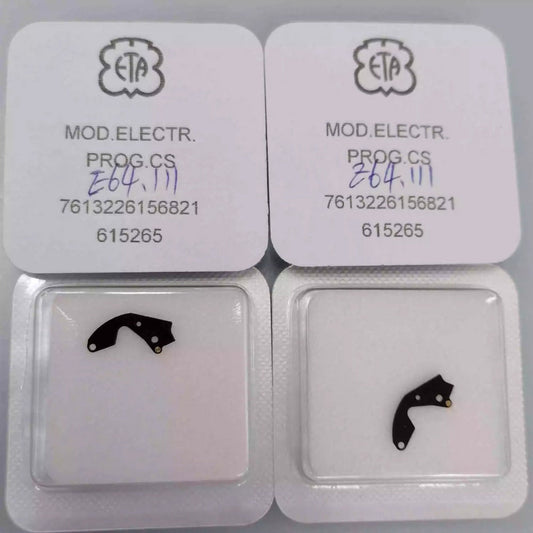 ETA
MOD.ELECTR.
PROG.CS
E64.111
7613226156821
615265
ETA
MOD.ELECTR.
PROG.CS
E64.111
7613226156821
615265